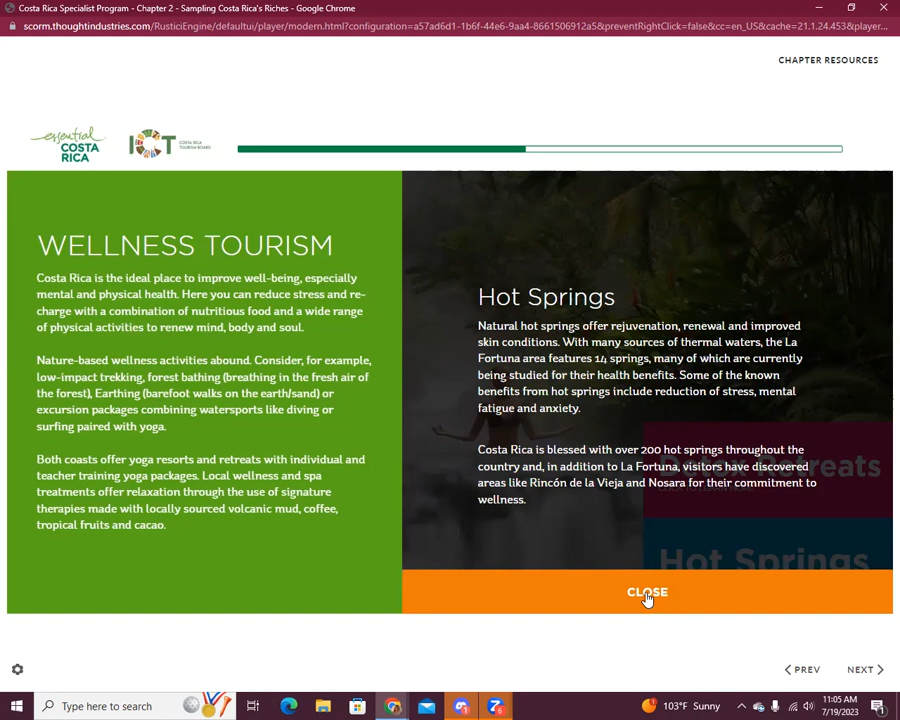 Costa Rica Specialist Program - Chapter 2 - Sampling Costa Rica's Riches - Google Chrome
scorm.thoughtindustries.com/RusticiEngine/defaultui/player/modern.html?configuration=a57ad6d1-1b6f-44e6-9aa4-8661506912a5&preventRightClick=false&cc=en_US&cache=21.1.24.453&player...
CHAPTER RESOURCES
essential
COSTA
RICA
ICT
COSTA RICA
TOURISM BOARD
WELLNESS TOURISM
Costa Rica is the ideal place to improve well-being, especially
mental and physical health. Here you can reduce stress and re-
charge with a combination of nutritious food and a wide range
of physical activities to renew mind, body and soul.
Nature-based wellness activities abound. Consider, for example,
low-impact trekking, forest bathing (breathing in the fresh air of
the forest), Earthing (barefoot walks on the earth/sand) or
excursion packages combining watersports like diving or
surfing paired with yoga.
Both coasts offer yoga resorts and retreats with individual and
teacher training yoga packages. Local wellness and spa
treatments offer relaxation through the use of signature
therapies made with locally sourced volcanic mud, coffee,
tropical fruits and cacao.
Hot Springs
Natural hot springs offer rejuvenation, renewal and improved
skin conditions. With many sources of thermal waters, the La
Fortuna area features 14 springs, many of which are currently
being studied for their health benefits. Some of the known
benefits from hot springs include reduction of stress, mental
fatigue and anxiety.
Costa Rica is blessed with over 200 hot springs throughout the
country and, in addition to La Fortuna, visitors have discovered
areas like Rincón de la Vieja and Nosara for their commitment to
wellness.
Detox Retreats
Hot Springs
CLOSE
PREV
NEXT
Type here to search
103°F Sunny
11:05 AM
7/19/2023